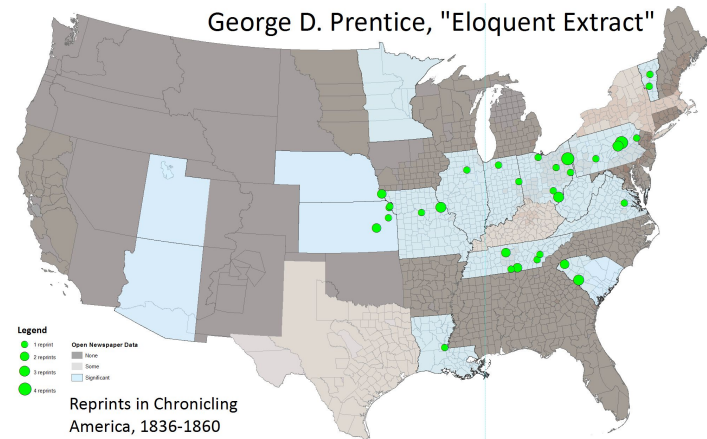 George D. Prentice, "Eloquent Extract"
Legend
1 reprint
2 reprints
3 reprints
4 reprints
Open Newspaper Data
None
Some
Significant
Reprints in Chronicling
America, 1836-1860